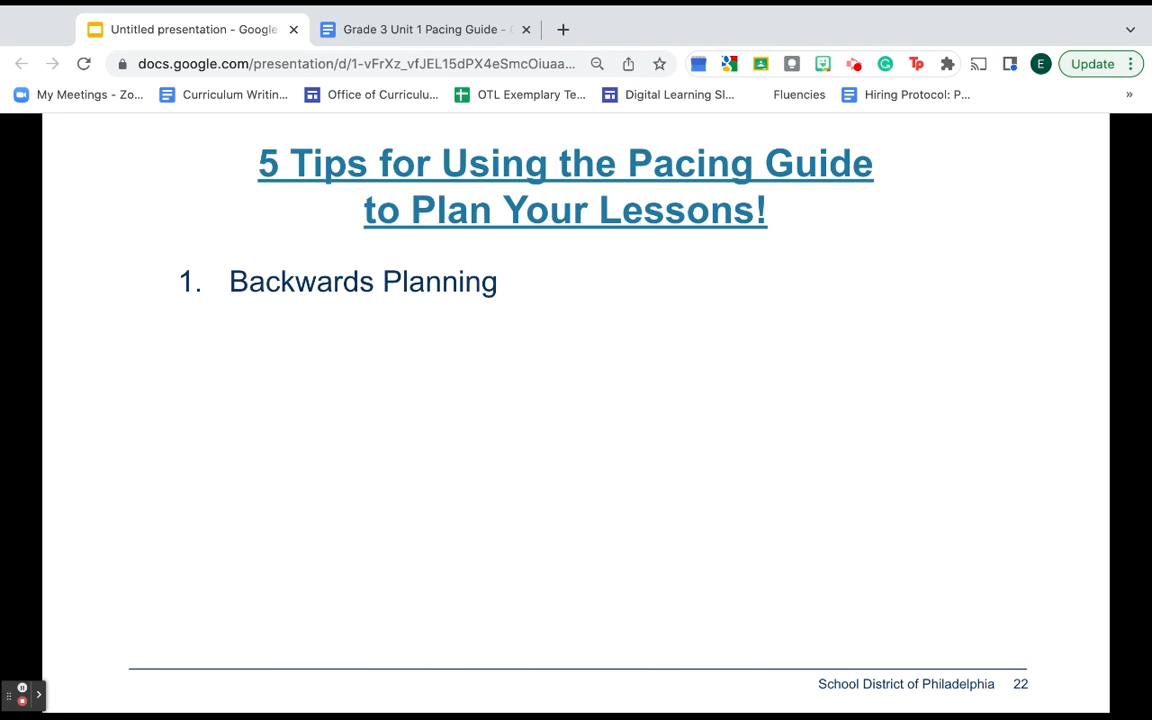 Untitled presentation - Google
Grade 3 Unit 1 Pacing Guide -
docs.google.com/presentation/d/1-vFrXz_vfJEL15dPX4eSmcOiuaa...
E
Update
My Meetings - Zo...
Curriculum Writin...
Office of Curriculu...
OTL Exemplary Te...
Digital Learning Sl...
Fluencies
Hiring Protocol: P...
»
5 Tips for Using the Pacing Guide
to Plan Your Lessons!
1. Backwards Planning
School District of Philadelphia 22